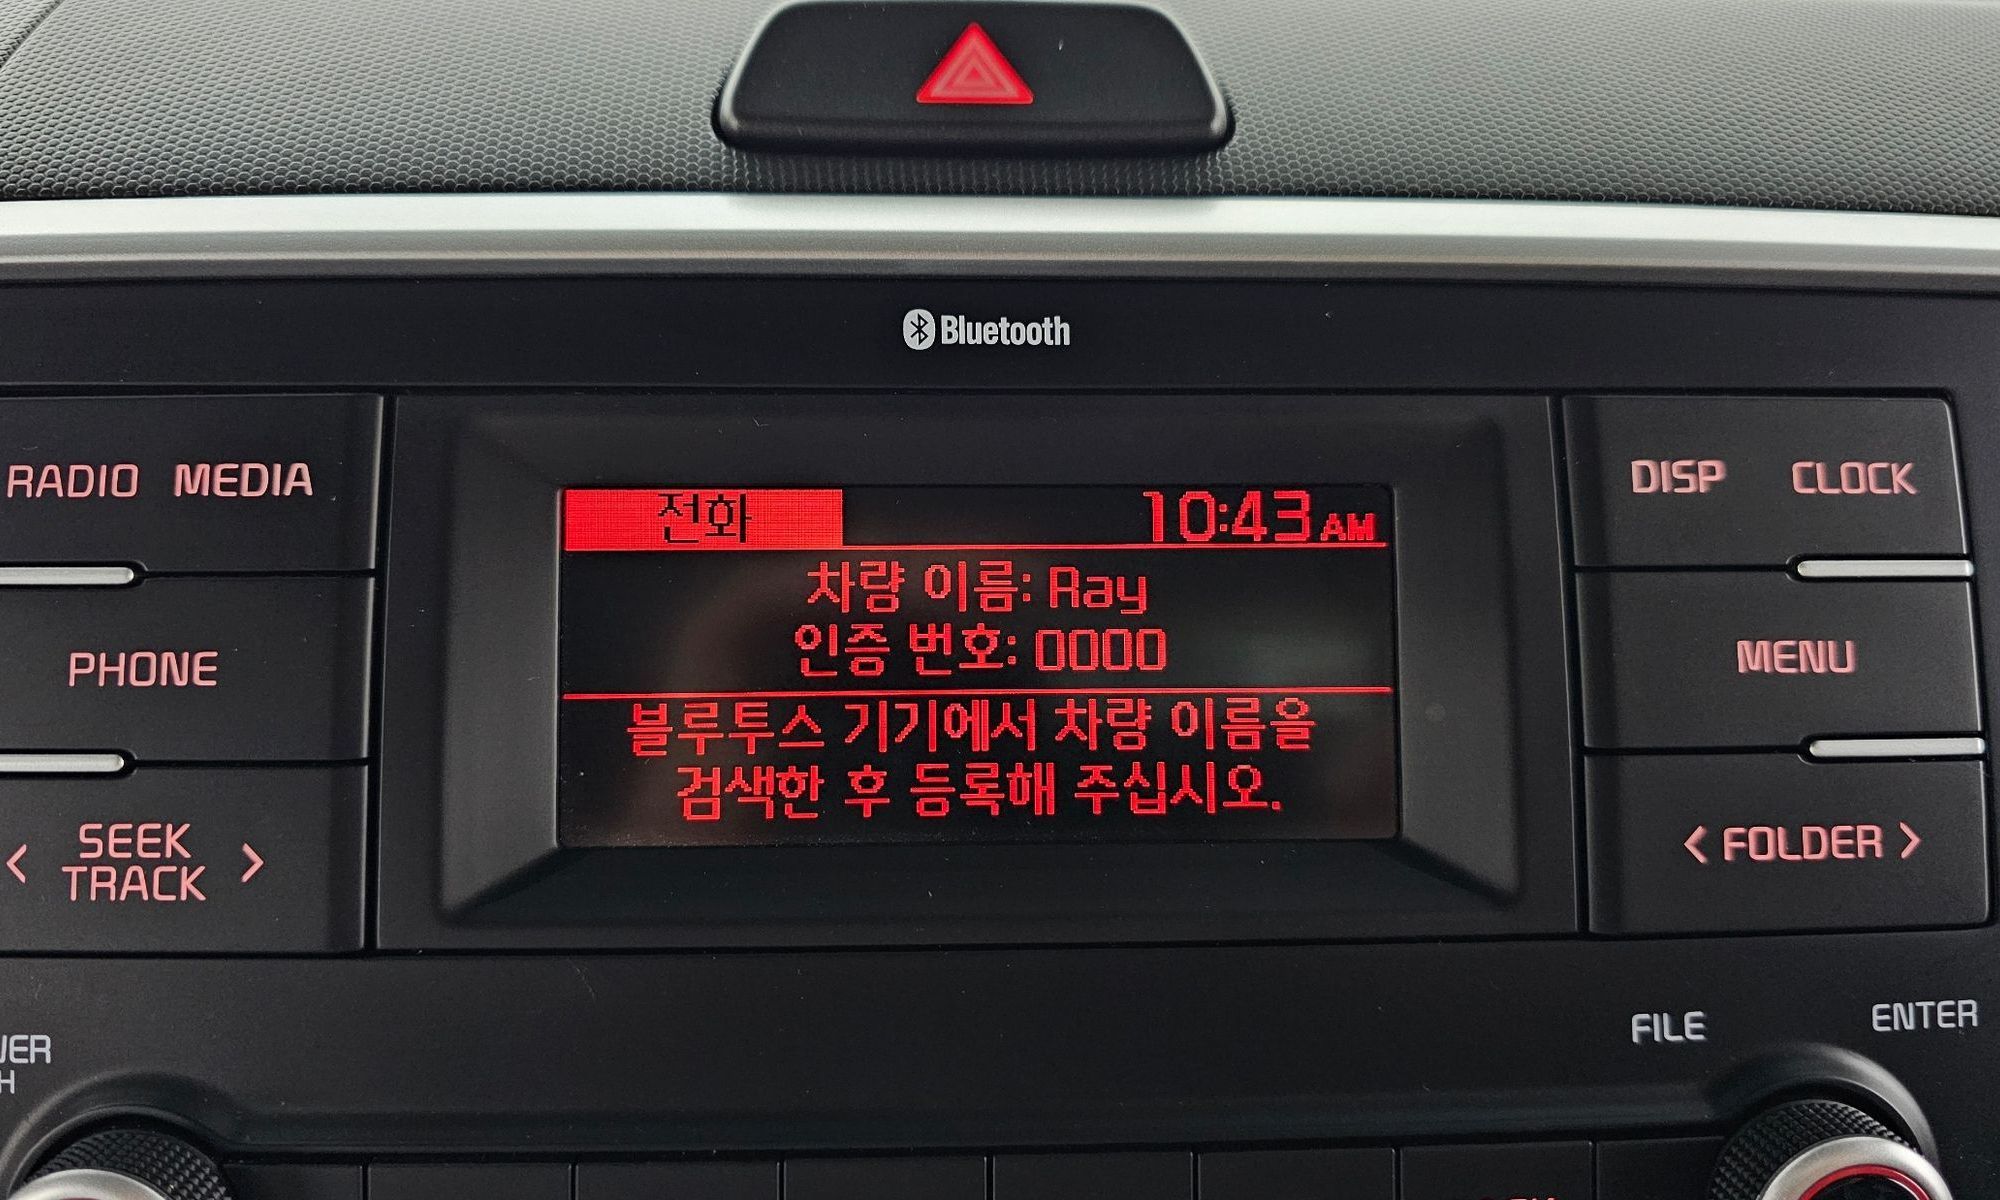 Bluetooth
RADIO MEDIA
DISP CLOCK
전화 10:43 AM
차량 이름: Ray
인증 번호: 0000
블루투스 기기에서 차량 이름을
검색한 후 등록해 주십시오.
PHONE
MENU
< SEEK TRACK >
< FOLDER >
FILE
ENTER